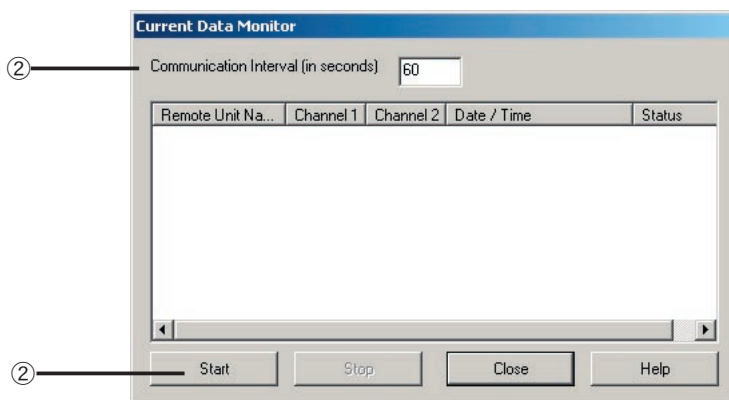 Current Data Monitor
② Communication Interval (in seconds) 60
Remote Unit Na... Channel 1 Channel 2 Date / Time Status
② Start Stop Close Help